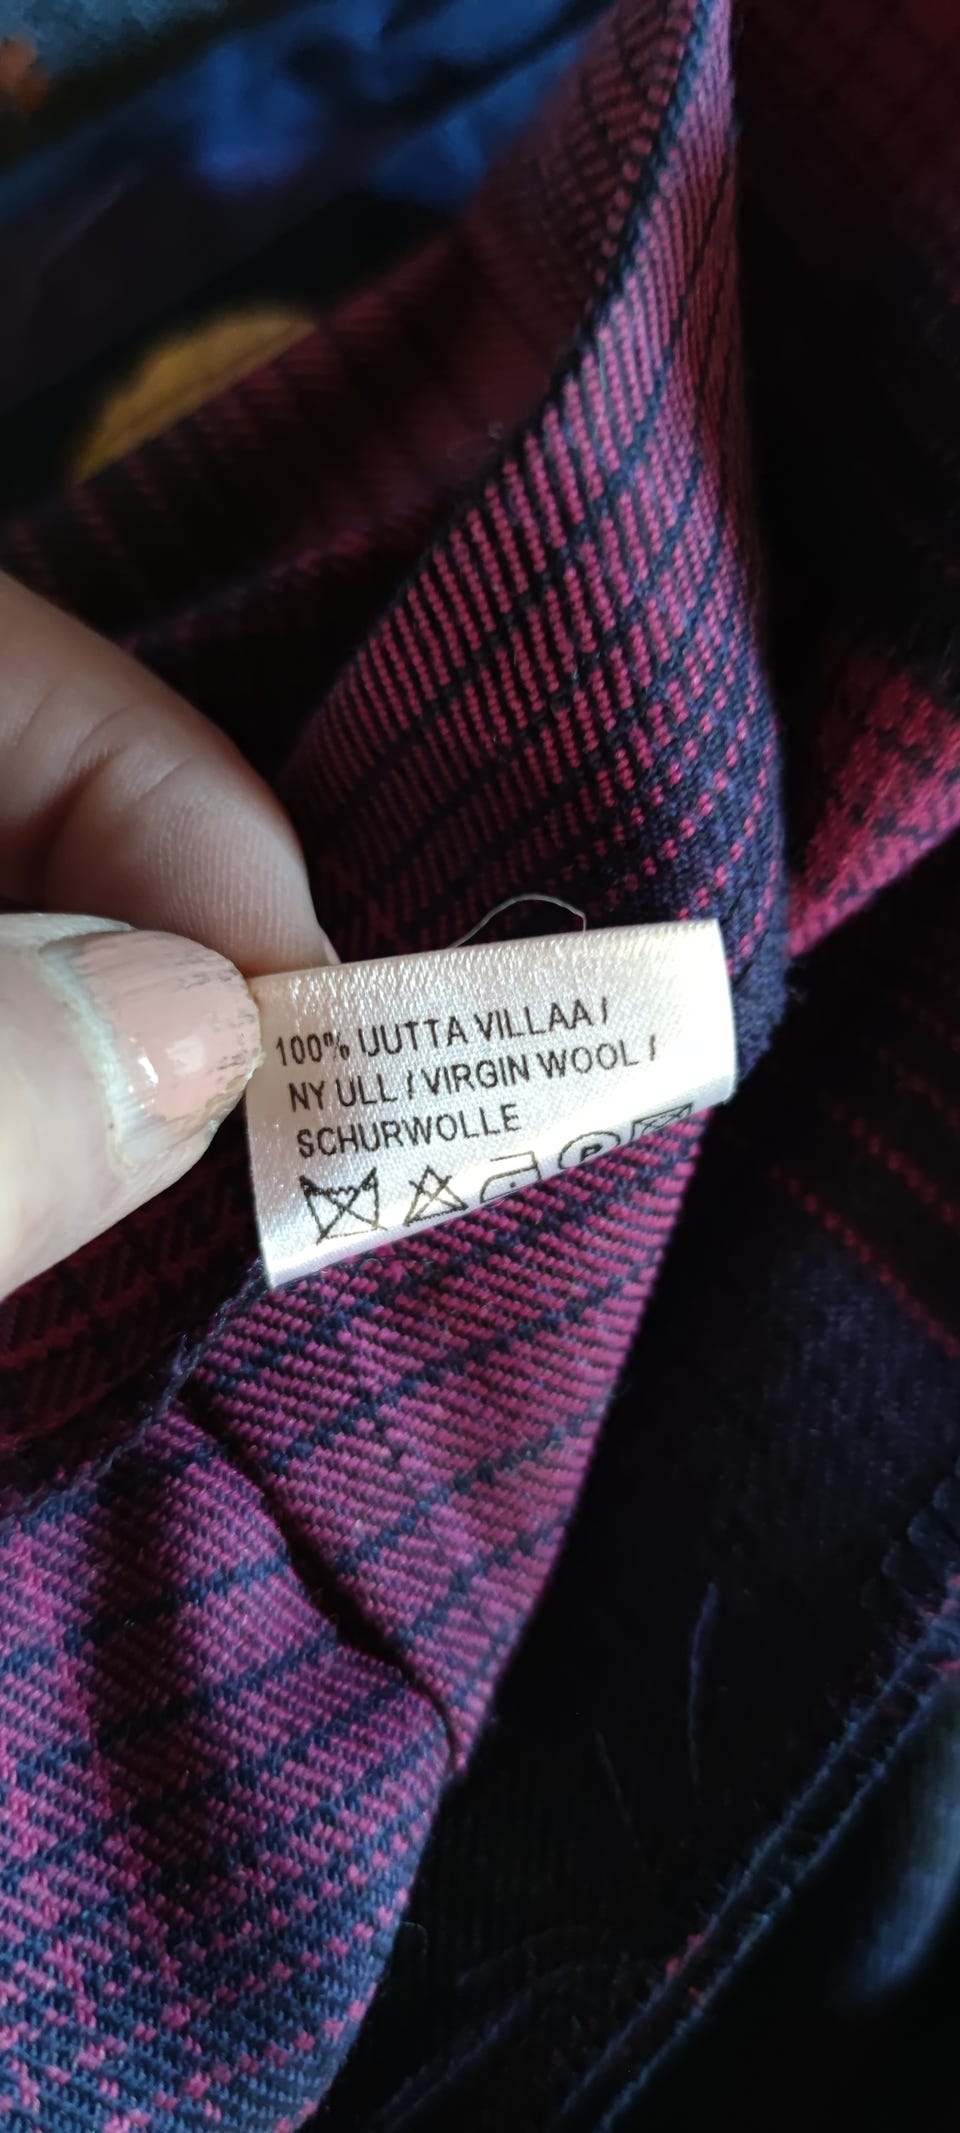 100% UUTTA VILLAA /
NY ULL / VIRGIN WOOL /
SCHURWOLLE
P